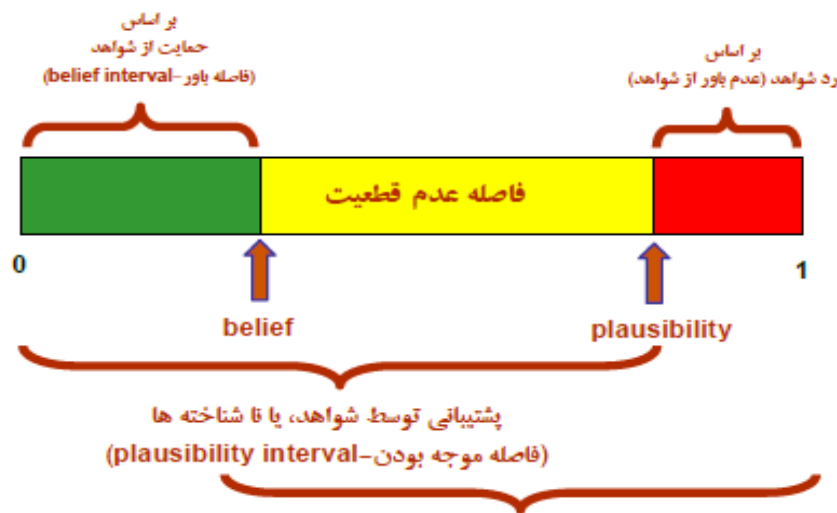 بر اساس
حمایت از شواهد
(فاصله باور-belief interval)
بر اساس
رد شواهد (عدم باور از شواهد)
فاصله عدم قطعیت
0
1
belief
plausibility
پشتیبانی توسط شواهد، یا نا شناخته ها
(فاصله موجه بودن-plausibility interval)